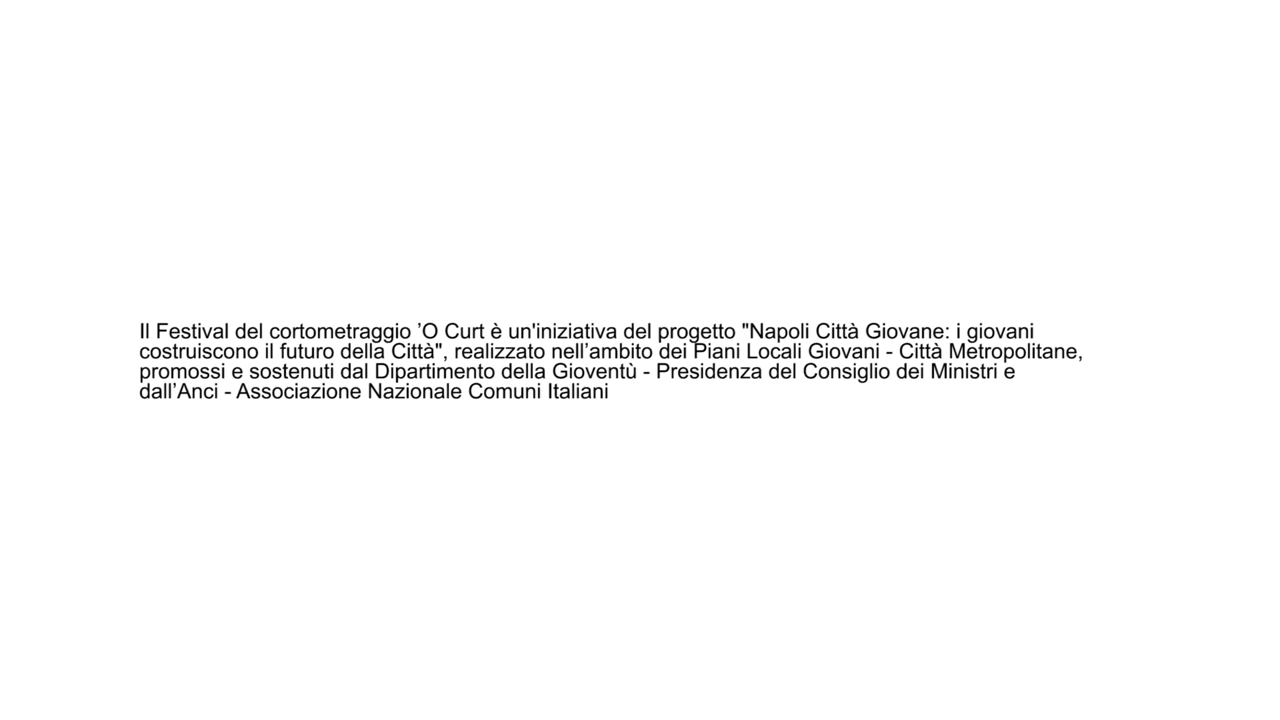 Il Festival del cortometraggio ’O Curt è un'iniziativa del progetto "Napoli Città Giovane: i giovani
costruiscono il futuro della Città", realizzato nell’ambito dei Piani Locali Giovani - Città Metropolitane,
promossi e sostenuti dal Dipartimento della Gioventù - Presidenza del Consiglio dei Ministri e
dall’Anci - Associazione Nazionale Comuni Italiani